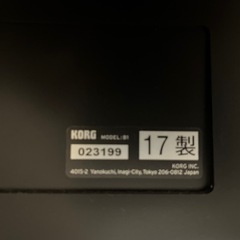 KORG MODEL: B1
023199
17 製
KORG INC.
4015-2 Yanokuchi, Inagi-City, Tokyo 206-0812 Japan